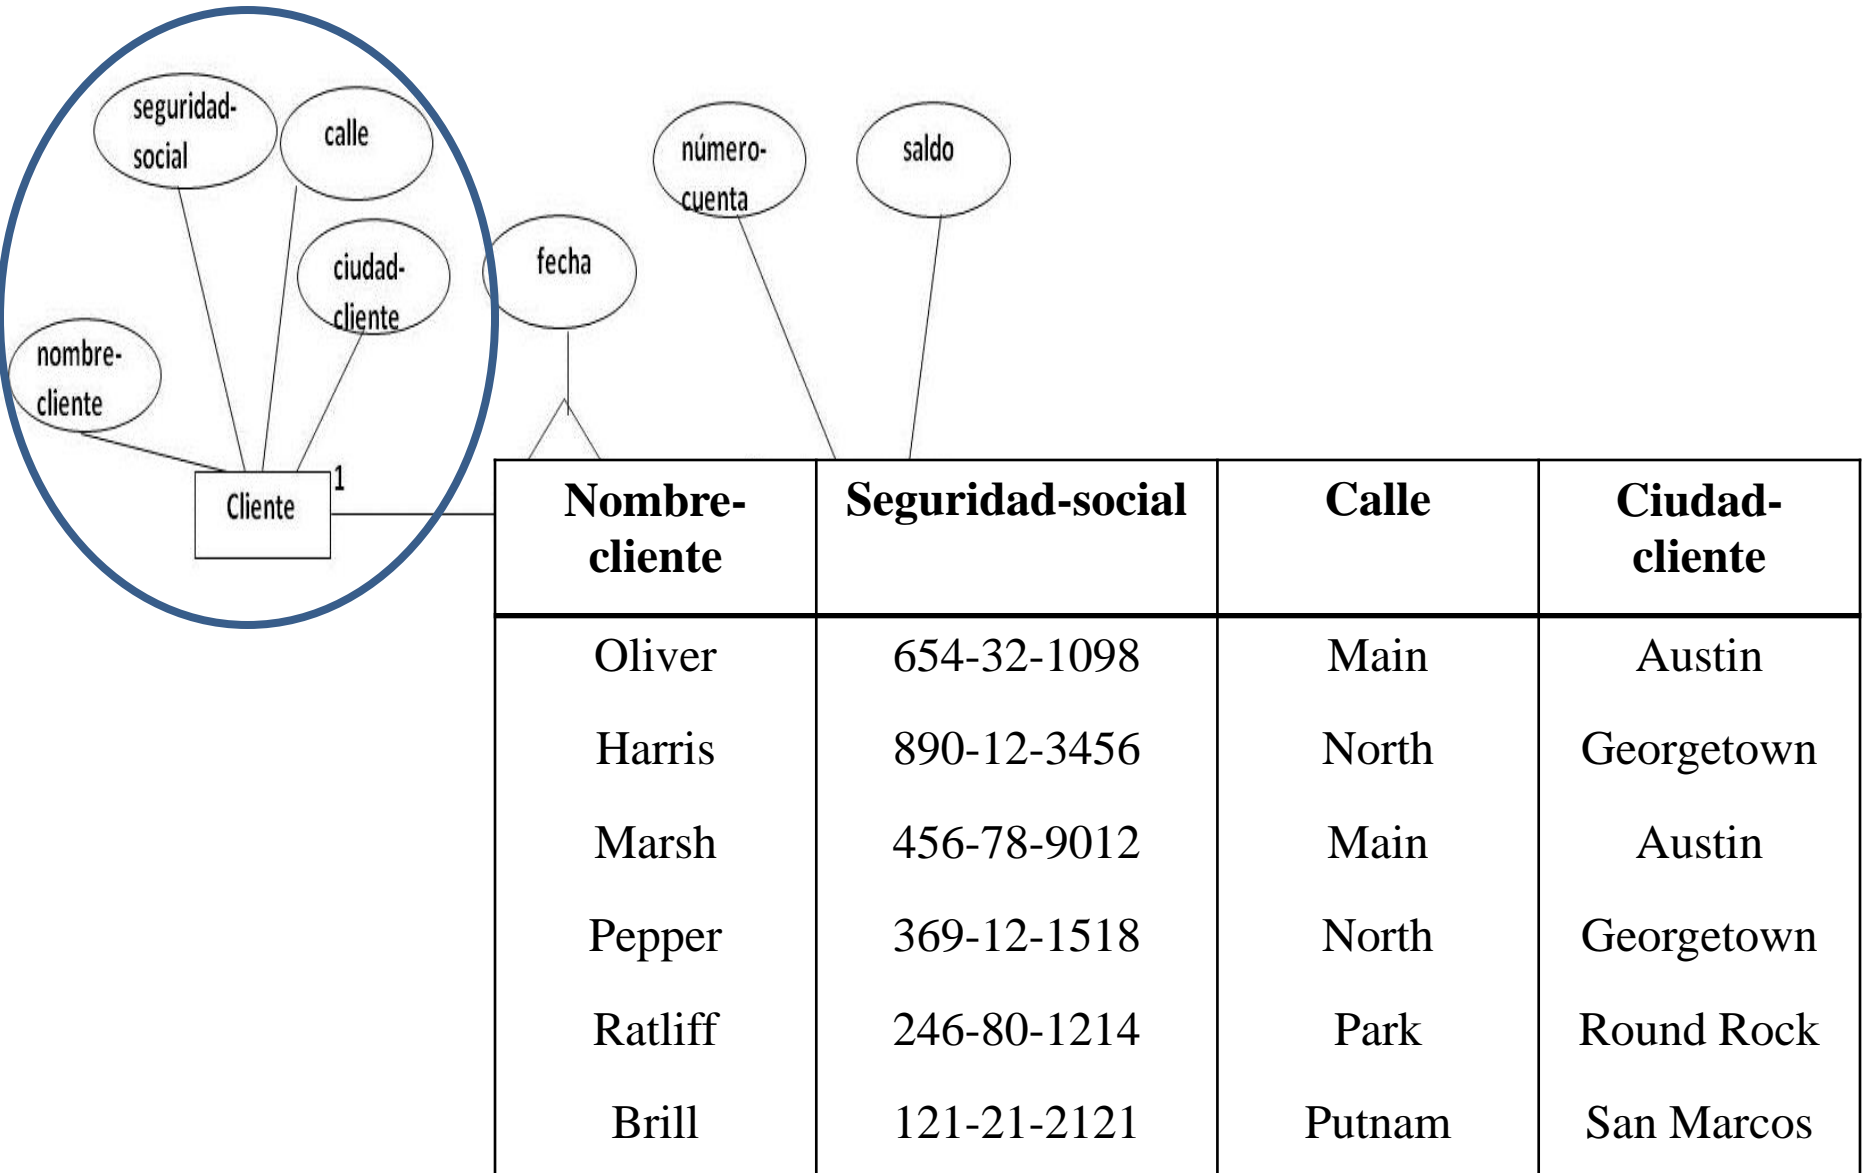 seguridad-
social
calle
ciudad-
cliente
nombre-
cliente
fecha
número-
cuenta
saldo
Cliente
1
Nombre-
cliente
Seguridad-social
Calle
Ciudad-
cliente
Oliver 654-32-1098 Main Austin
Harris 890-12-3456 North Georgetown
Marsh 456-78-9012 Main Austin
Pepper 369-12-1518 North Georgetown
Ratliff 246-80-1214 Park Round Rock
Brill 121-21-2121 Putnam San Marcos